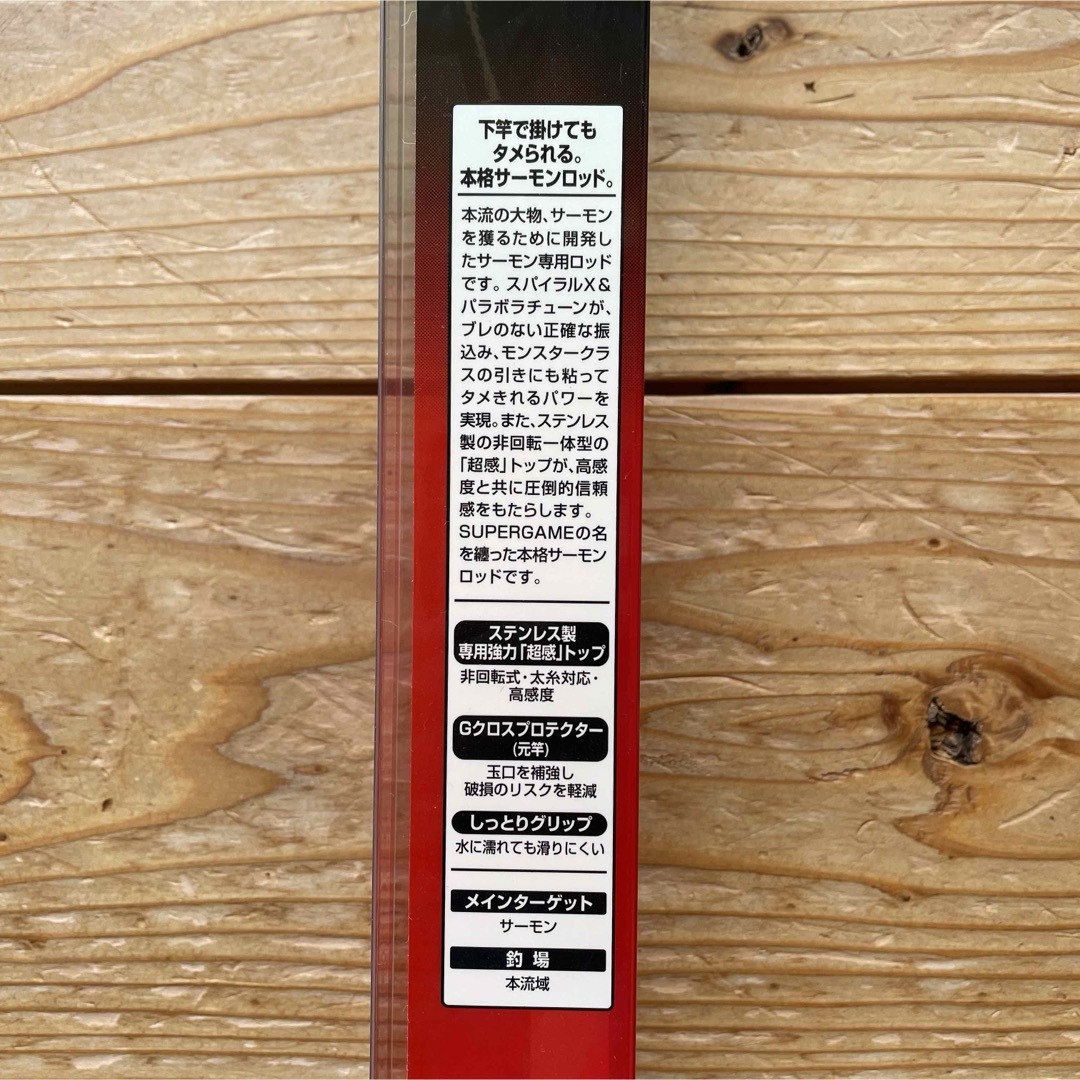 下竿で掛けても
タメられる。
本格サーモンロッド。
本流の大物、サーモン
を獲るために開発し
たサーモン専用ロッド
です。スパイラルX&
パラボラチューンが、
ブレのない正確な振
込み、モンスタークラ
スの引きにも粘って
タメきれるパワーを
実現。また、ステンレス
製の非回転一体型の
「超感」トップが、高感
度と共に圧倒的信頼
感をもたらします。
SUPERGAMEの名
を纏った本格サーモン
ロッドです。
ステンレス製
専用強力「超感」トップ
非回転式・太糸対応・
高感度
Gクロスプロテクター
(元竿)
玉口を補強し
破損のリスクを軽減
しっとりグリップ
水に濡れても滑りにくい
メインターゲット
サーモン
釣 場
本流域